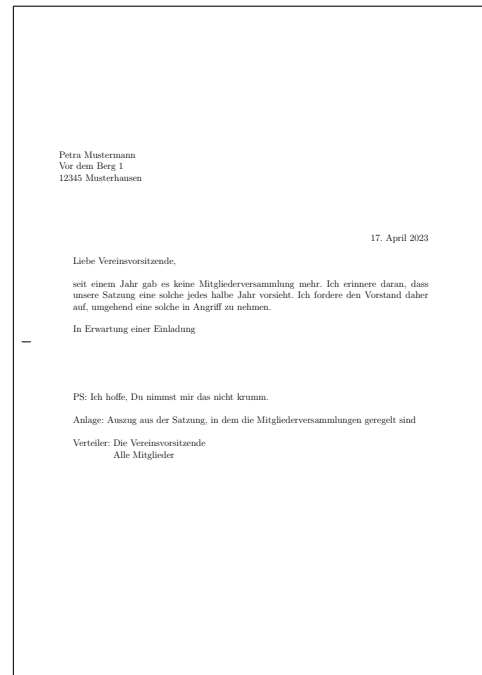 Petra Mustermann
Vor dem Berg 1
12345 Musterhausen
17. April 2023
Liebe Vereinsvorsitzende,
seit einem Jahr gab es keine Mitgliederversammlung mehr. Ich erinnere daran, dass
unsere Satzung eine solche jedes halbe Jahr vorsieht. Ich fordere den Vorstand daher
auf, umgehend eine solche in Angriff zu nehmen.
In Erwartung einer Einladung
PS: Ich hoffe, Du nimmst mir das nicht krumm.
Anlage: Auszug aus der Satzung, in dem die Mitgliederversammlungen geregelt sind
Verteiler: Die Vereinsvorsitzende
Alle Mitglieder